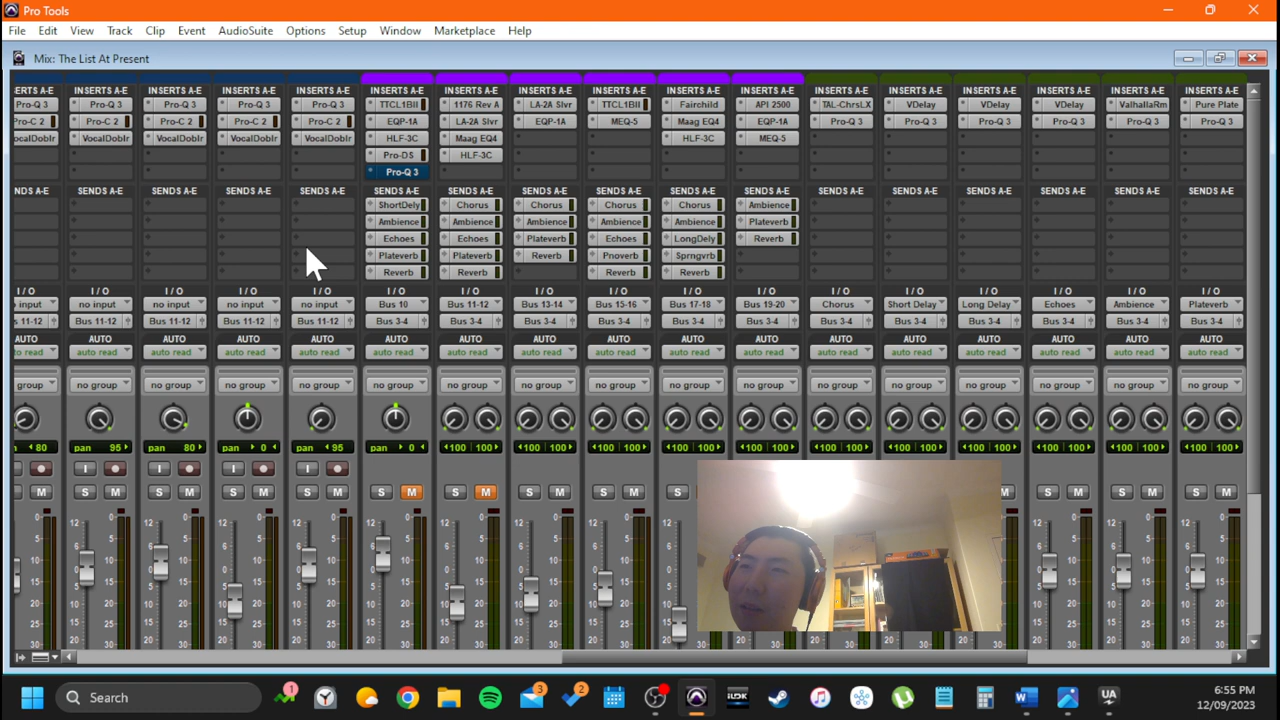 Pro Tools
File Edit View Track Clip Event AudioSuite Options Setup Window Marketplace Help
Mix: The List At Present
ERTS A-E INSERTS A-E INSERTS A-E INSERTS A-E INSERTS A-E INSERTS A-E INSERTS A-E INSERTS A-E INSERTS A-E INSERTS A-E INSERTS A-E INSERTS A-E INSERTS A-E INSERTS A-E INSERTS A-E INSERTS A-E INSERTS A-E
Pro-Q 3 Pro-Q 3 Pro-Q 3 Pro-Q 3 Pro-Q 3 TTCL1BII 1176 Rev A LA-2A Slvr TTCL1BII Fairchild API 2500 TAL-ChrsLX VDelay VDelay VDelay ValhallaRm Pure Plate
Pro-C 2 Pro-C 2 Pro-C 2 Pro-C 2 Pro-C 2 EQP-1A LA-2A Slvr EQP-1A MEQ-5 Maag EQ4 EQP-1A Pro-Q 3 Pro-Q 3 Pro-Q 3 Pro-Q 3 Pro-Q 3 Pro-Q 3
ocalDoblr VocalDoblr VocalDoblr VocalDoblr VocalDoblr HLF-3C Maag EQ4 HLF-3C MEQ-5
Pro-DS HLF-3C
Pro-Q 3
NDS A-E SENDS A-E SENDS A-E SENDS A-E SENDS A-E SENDS A-E SENDS A-E SENDS A-E SENDS A-E SENDS A-E SENDS A-E SENDS A-E SENDS A-E SENDS A-E SENDS A-E SENDS A-E SENDS A-E
ShortDely Chorus Chorus Chorus Chorus Ambience
Ambience Ambience Ambience Ambience Ambience Plateverb
Echoes Echoes Plateverb Echoes LongDely Reverb
Plateverb Plateverb Reverb Pnoverb Sprngvrb
Reverb Reverb Reverb Reverb
I / O I / O I / O I / O I / O I / O I / O I / O I / O I / O I / O I / O I / O I / O I / O I / O I / O
no input no input no input no input no input Bus 10 Bus 11-12 Bus 13-14 Bus 15-16 Bus 17-18 Bus 19-20 Chorus Short Delay Long Delay Echoes Ambience Plateverb
s 11-12 Bus 11-12 Bus 11-12 Bus 11-12 Bus 11-12 Bus 3-4 Bus 3-4 Bus 3-4 Bus 3-4 Bus 3-4 Bus 3-4 Bus 3-4 Bus 3-4 Bus 3-4 Bus 3-4 Bus 3-4 Bus 3-4
AUTO AUTO AUTO AUTO AUTO AUTO AUTO AUTO AUTO AUTO AUTO AUTO AUTO AUTO AUTO AUTO AUTO
to read auto read auto read auto read auto read auto read auto read auto read auto read auto read auto read auto read auto read auto read auto read auto read auto read
group no group no group no group no group no group no group no group no group no group no group no group no group no group no group no group no group
80 pan 95 pan 80 pan 0 pan 95 pan 0 100 100 100 100 100 100 100 100 100 100 100 100 100 100 100 100 100 100 100 100 100 100
I I I I
S M S M S M S M S M S M S M S M S M S M S M S M S M
Search
1
3
2
UA
6:55 PM
12/09/2023